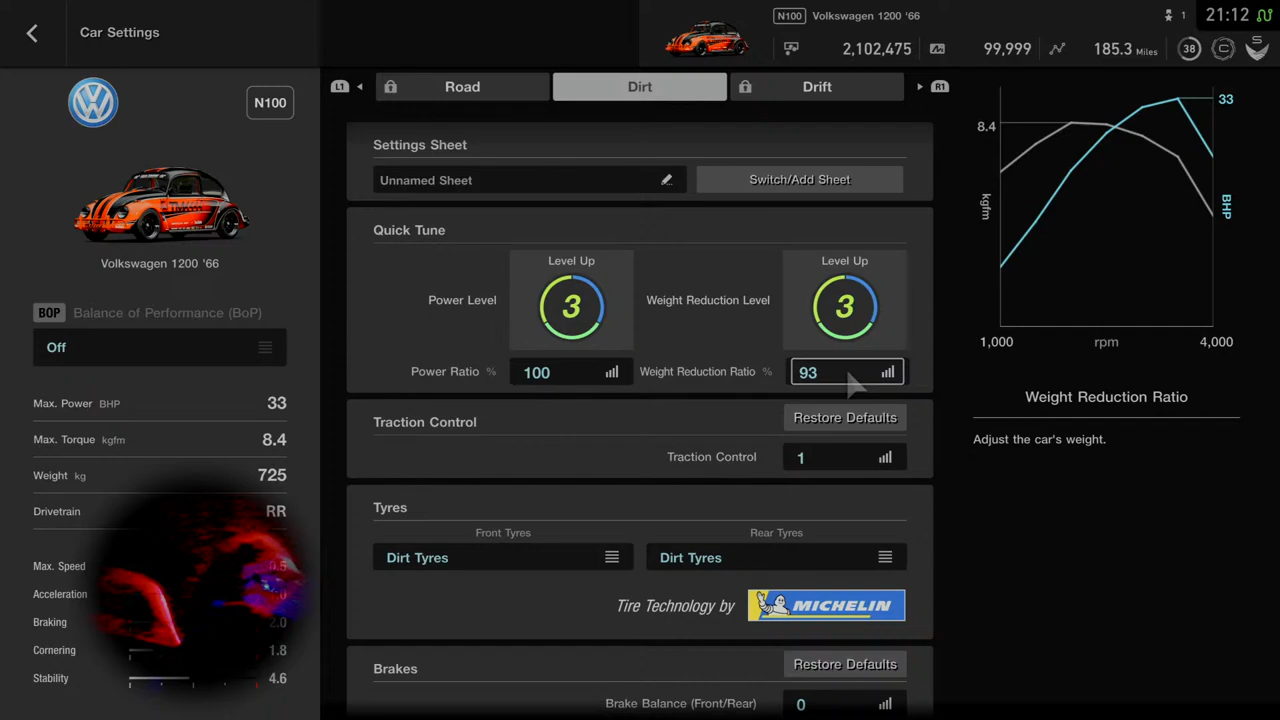 Car Settings
N100 Volkswagen 1200 '66
2,102,475 99,999 185.3 Miles 38 C S
1 21:12
VW
N100
Volkswagen 1200 '66
BOP Balance of Performance (BoP)
Off
Max. Power BHP 33
Max. Torque kgfm 8.4
Weight kg 725
Drivetrain RR
Max. Speed 0.5
Acceleration
Braking 2.0
Cornering 1.8
Stability 4.6
L1 Road Dirt Drift R1
Settings Sheet
Unnamed Sheet Switch/Add Sheet
Quick Tune
Level Up Level Up
Power Level 3 Weight Reduction Level 3
Power Ratio % 100 Weight Reduction Ratio % 93
Traction Control Restore Defaults
Traction Control 1
Tyres
Front Tyres Rear Tyres
Dirt Tyres Dirt Tyres
Tire Technology by MICHELIN
Brakes Restore Defaults
Brake Balance (Front/Rear) 0
33
8.4
kgfm BHP
1,000 rpm 4,000
Weight Reduction Ratio
Adjust the car's weight.